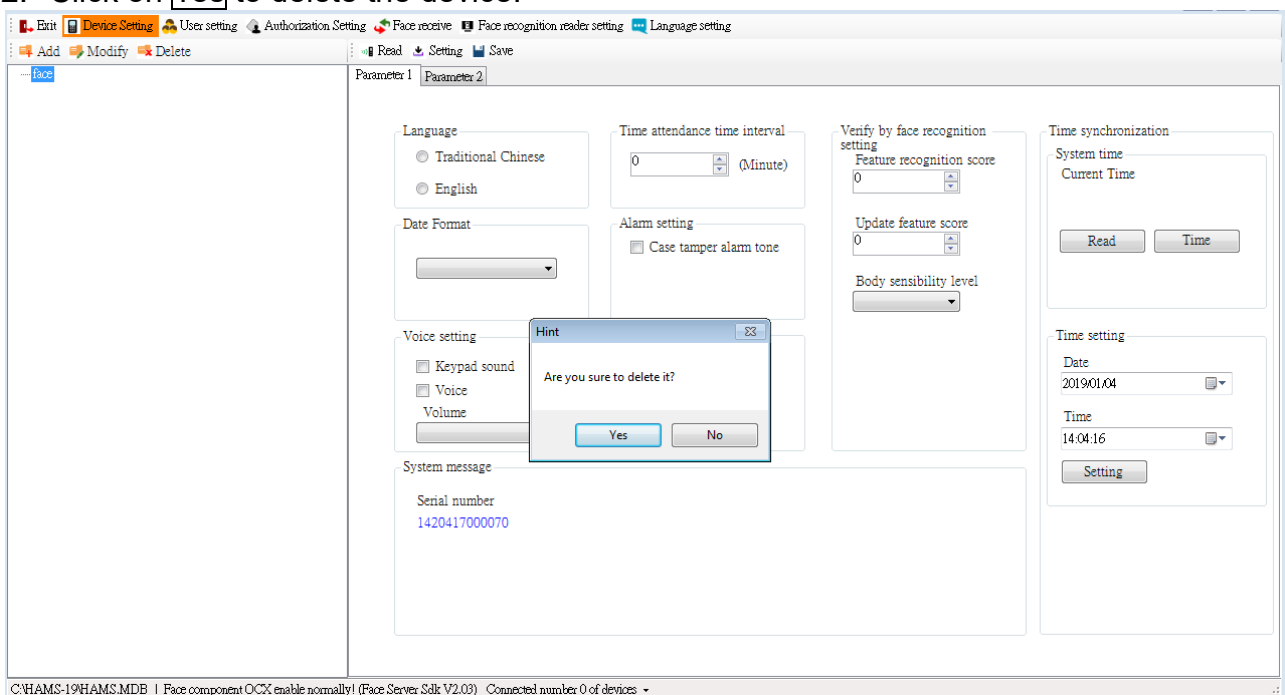 2. Click on Yes to delete the device.
Exit Device Setting User setting Authorization Setting Face receive Face recognition reader setting Language setting
Add Modify Delete
Read Setting Save
face
Parameter 1 Parameter 2
Language
Traditional Chinese
English
Time attendance time interval
0 (Minute)
Verify by face recognition
setting
Feature recognition score
0
Update feature score
0
Body sensibility level
Time synchronization
System time
Current Time
Read Time
Date Format
Alarm setting
Case tamper alarm tone
Voice setting
Keypad sound
Voice
Volume
Hint
Are you sure to delete it?
Yes No
Time setting
Date
2019/01/04
Time
14:04:16
Setting
System message
Serial number
1420417000070
C:\HAMS-19\HAMS.MDB | Face component OCX enable normally! (Face Server Sdk V2.03) Connected number of devices